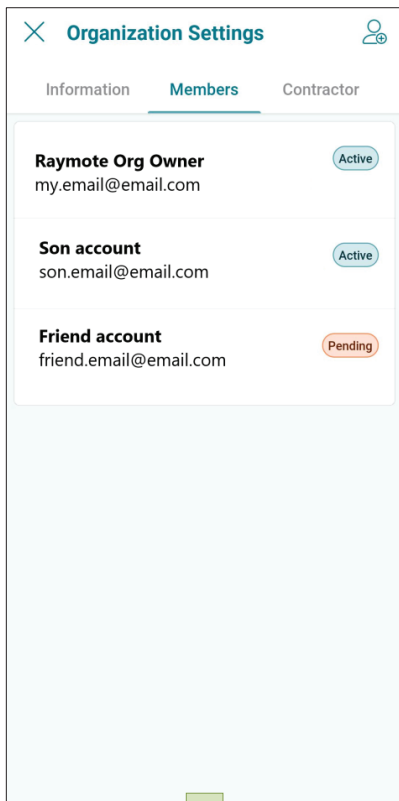 Organization Settings
Information Members Contractor
Raymote Org Owner Active
my.email@email.com
Son account Active
son.email@email.com
Friend account Pending
friend.email@email.com